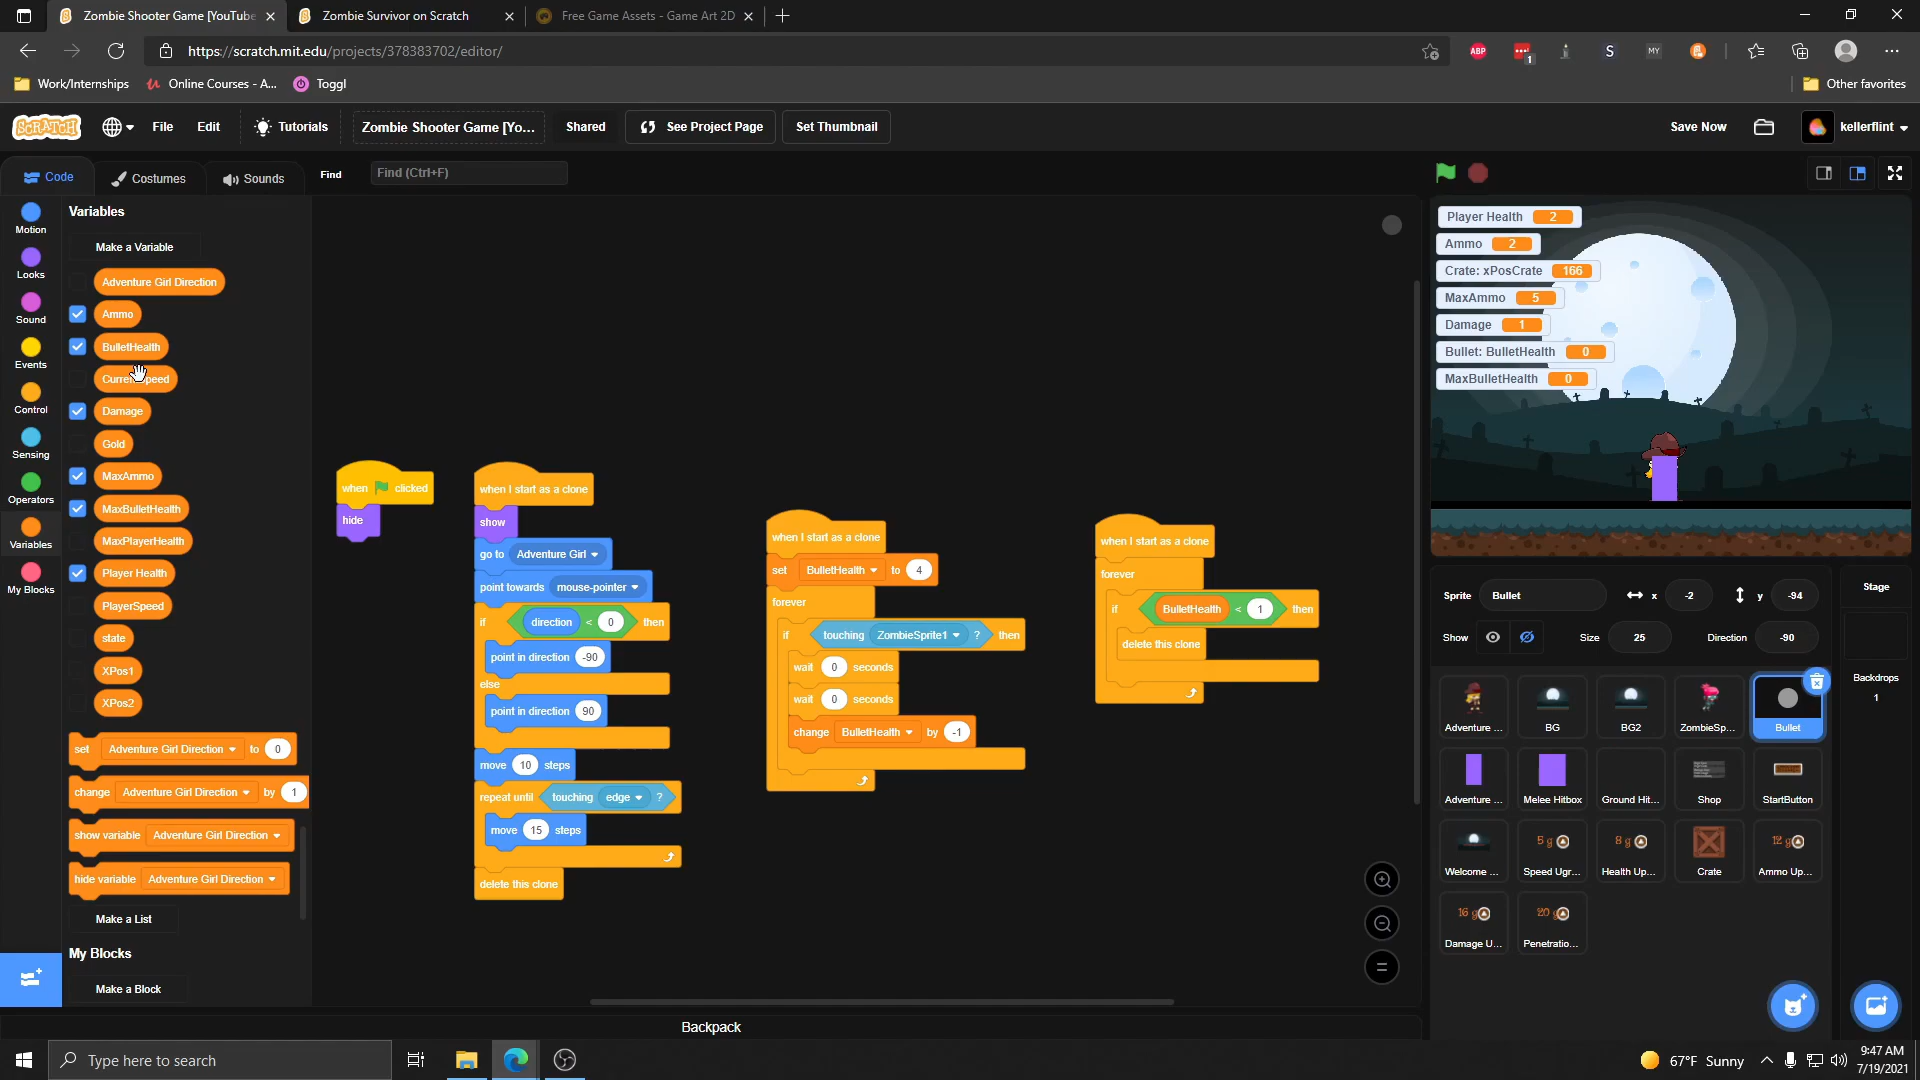 Zombie Shooter Game [YouTube
Zombie Survivor on Scratch
Free Game Assets - Game Art 2D
https://scratch.mit.edu/projects/378383702/editor/
ABP
1
S
MY
Work/Internships
Online Courses - A...
Toggl
Other favorites
SCRATCH
File
Edit
Tutorials
Zombie Shooter Game [Yo...
Shared
See Project Page
Set Thumbnail
Save Now
kellerflint
Code
Costumes
Sounds
Find
Find (Ctrl+F)
Motion
Looks
Sound
Events
Control
Sensing
Operators
Variables
My Blocks
Variables
Make a Variable
Adventure Girl Direction
Ammo
BulletHealth
Damage
Gold
MaxAmmo
MaxBulletHealth
MaxPlayerHealth
Player Health
PlayerSpeed
state
XPos1
XPos2
set Adventure Girl Direction to 0
change Adventure Girl Direction by 1
show variable Adventure Girl Direction
hide variable Adventure Girl Direction
Make a List
My Blocks
Make a Block
when clicked
hide
when I start as a clone
show
go to Adventure Girl
point towards mouse-pointer
if direction < 0 then
point in direction -90
else
point in direction 90
move 10 steps
repeat until touching edge ?
move 15 steps
delete this clone
when I start as a clone
set BulletHealth to 4
forever
if touching ZombieSprite1 ? then
wait 0 seconds
wait 0 seconds
change BulletHealth by -1
when I start as a clone
forever
if BulletHealth < 1 then
delete this clone
Backpack
Player Health 2
Ammo 2
Crate: xPosCrate 166
MaxAmmo 5
Damage 1
Bullet: BulletHealth 0
MaxBulletHealth 0
Sprite Bullet x -2 y -94
Show Size 25 Direction -90
Stage
Backdrops
1
Adventure ...
BG
BG2
ZombieSp...
Bullet
Adventure ...
Melee Hitbox
Ground Hit...
Shop
StartButton
5 g
8 g
12 g
Welcome ...
Speed Ugr...
Health Up...
Crate
Ammo Up...
16 g
20 g
Damage U...
Penetratio...
Type here to search
67°F Sunny
9:47 AM
7/19/2021